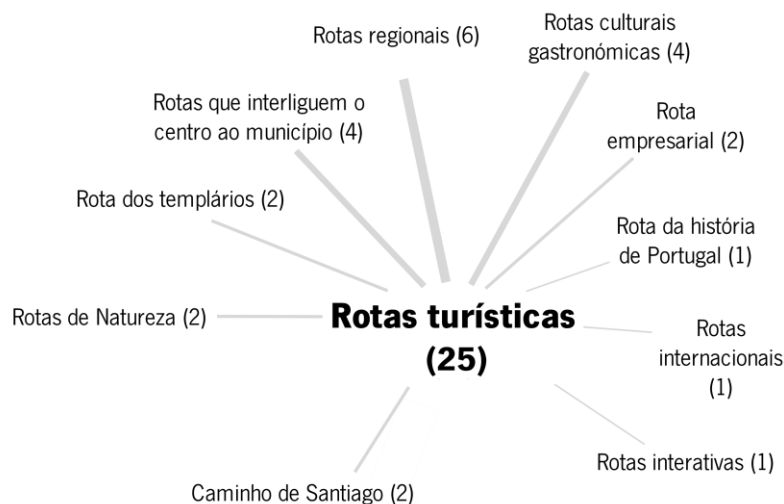 Rotas regionais (6)
Rotas culturais
gastronómicas (4)
Rotas que interliguem o
centro ao município (4)
Rota
empresarial (2)
Rota dos templários (2)
Rota da história
de Portugal (1)
Rotas de Natureza (2)
Rotas turísticas
(25)
Rotas
internacionais
(1)
Rotas interativas (1)
Caminho de Santiago (2)